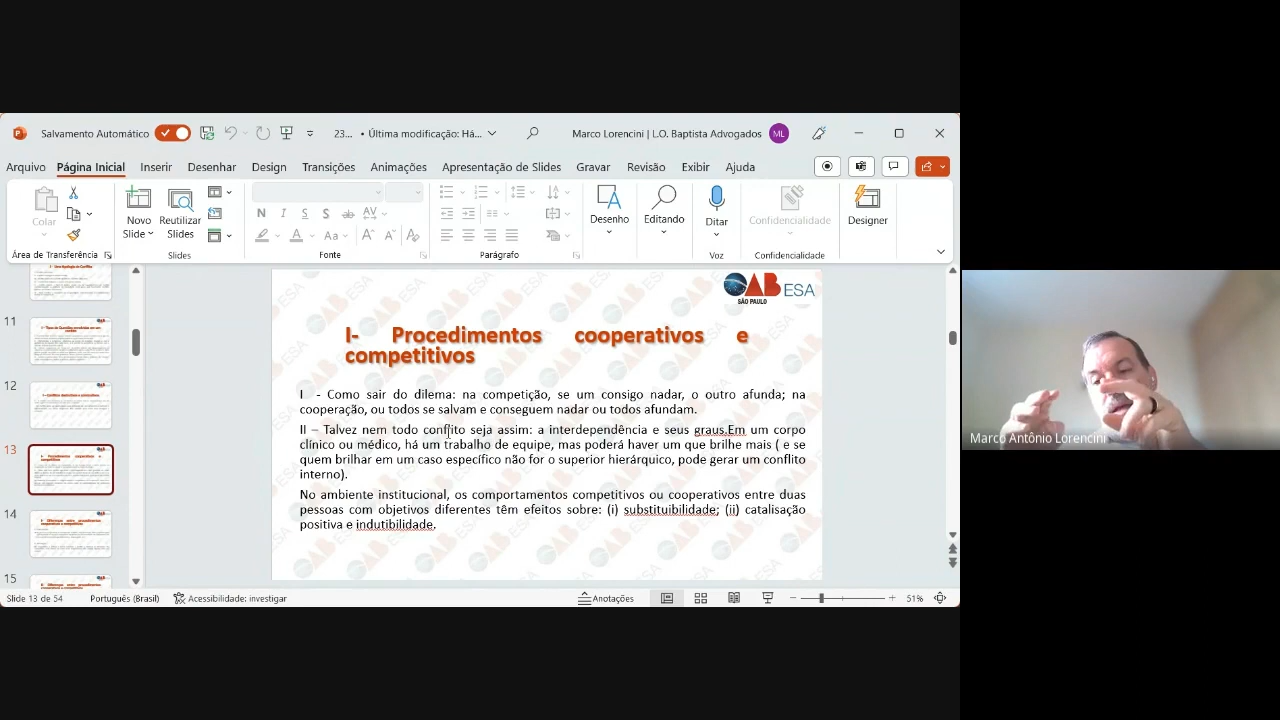 Salvamento Automático
23... • Última modificação: Há...
Marco Lorencini | L.O. Baptista Advogados ML
Arquivo Página Inicial Inserir Desenhar Design Transições Animações Apresentação de Slides Gravar Revisão Exibir Ajuda
Colar
Novo Slide
Reutilizar Slides
N I S S ab AV
A Aa A A A
Desenho
Editando
Ditar
Confidencialidade
Designer
Área de Transferência Slides Fonte Parágrafo Voz Confidencialidade
11
12
13
14
15
OAB ESA
SÃO PAULO
I- Procedimentos cooperativos e
competitivos
I – Como sair do dilema: na competição, se um consigo nadar, o outro afunda; na
cooperação, ou todos se salvam e conseguem nadar ou todos afundam.
II – Talvez nem todo conflito seja assim: a interdependência e seus graus.Em um corpo
clínico ou médico, há um trabalho de equipe, mas poderá haver um que brilhe mais ( e se
quem brilhar em um caso específico não for o superior hierárquico, pode gerar um conflito
interno).
No ambiente institucional, os comportamentos competitivos ou cooperativos entre duas
pessoas com objetivos diferentes têm efeitos sobre: (i) substituibilidade; (ii) catalisação
Marco Antônio Lorencini
Slide 13 de 54 Português (Brasil) Acessibilidade: investigar Anotações 51%